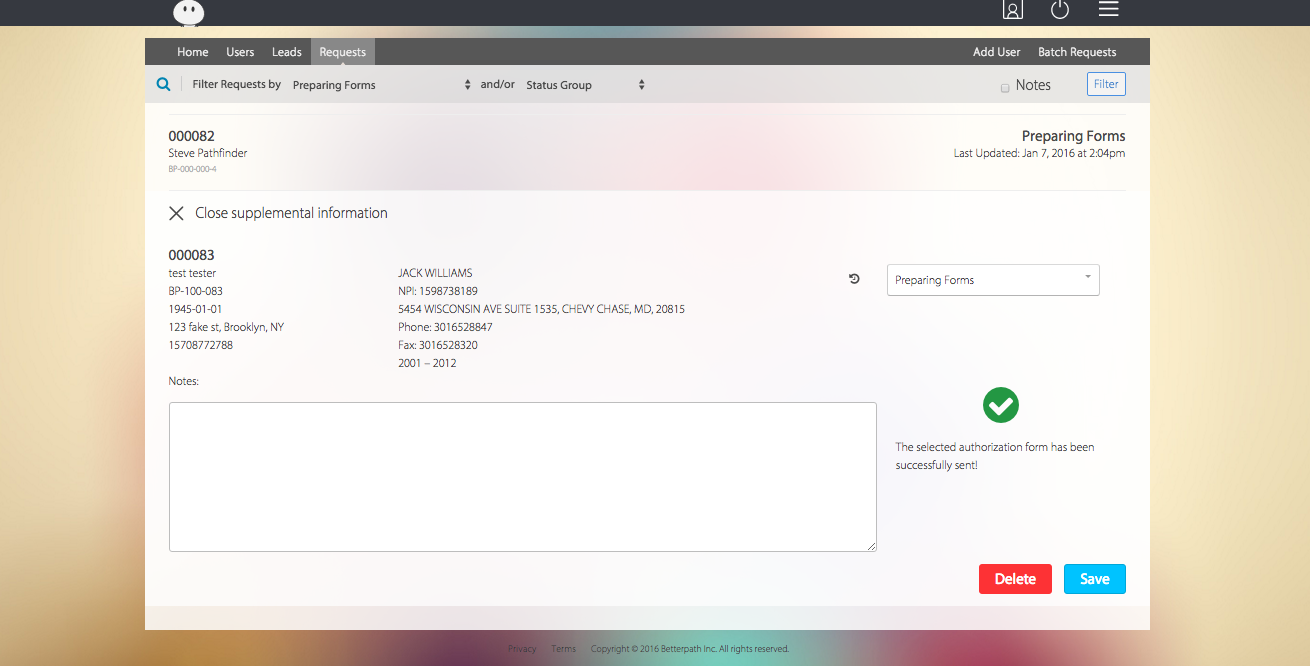 Home Users Leads Requests Add User Batch Requests
Filter Requests by Preparing Forms and/or Status Group Notes Filter
000082 Preparing Forms
Steve Pathfinder Last Updated: Jan 7, 2016 at 2:04pm
BP-000-000-4
Close supplemental information
000083
test tester JACK WILLIAMS
BP-100-083 NPI: 1598738189 Preparing Forms
1945-01-01 5454 WISCONSIN AVE SUITE 1535, CHEVY CHASE, MD, 20815
123 fake st, Brooklyn, NY Phone: 3016528847
15708772788 Fax: 3016528320
2001 – 2012
Notes:
The selected authorization form has been
successfully sent!
Delete Save
Privacy Terms Copyright © 2016 Betterpath Inc. All rights reserved.